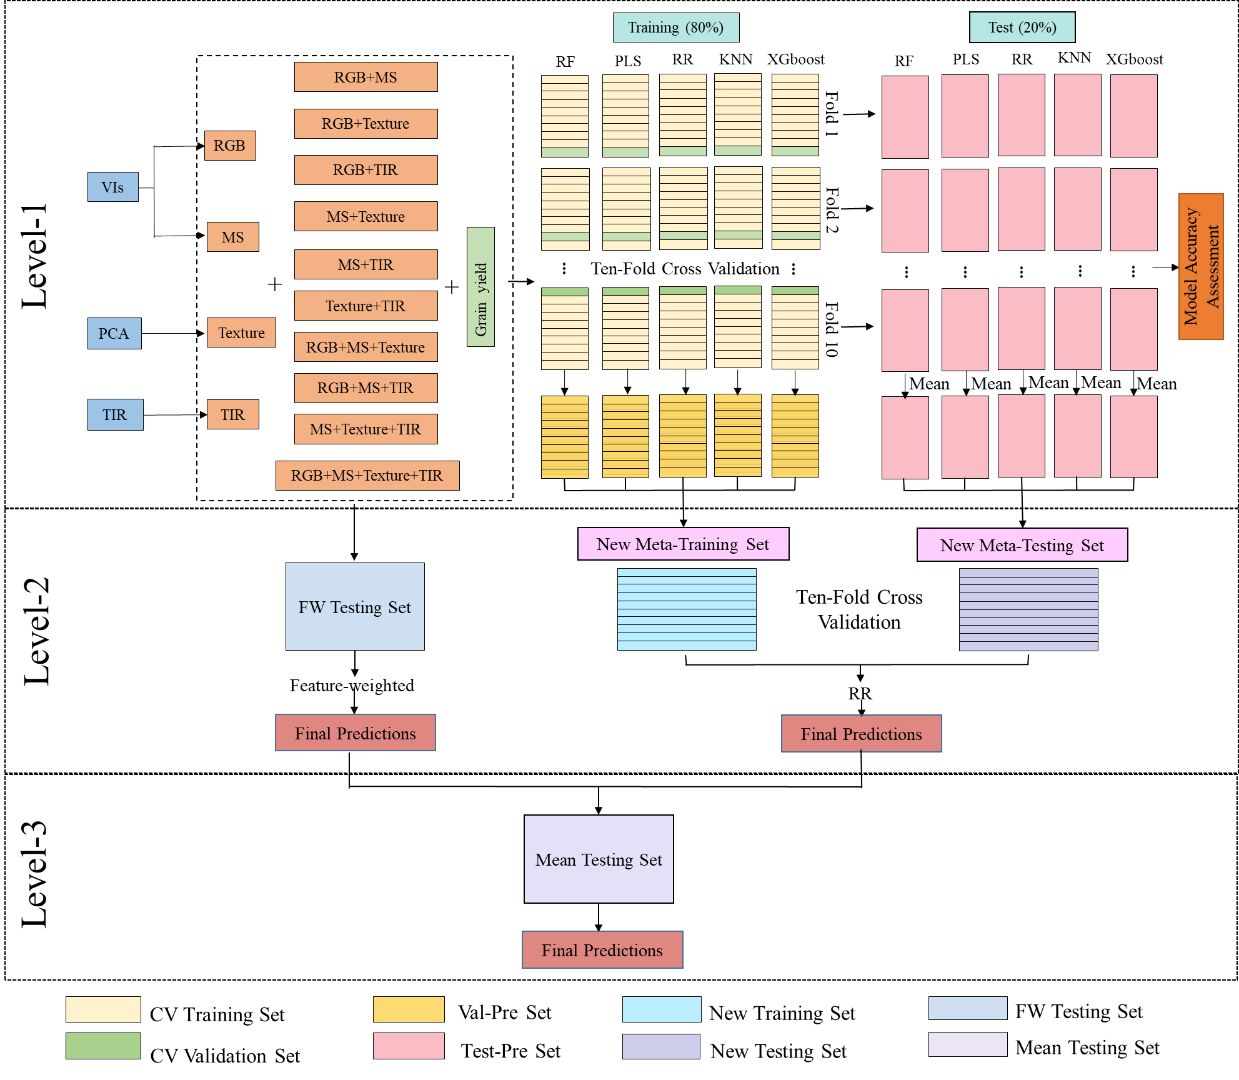 Level-1
VIs
PCA
TIR
RGB
MS
Texture
TIR
+
RGB+MS
RGB+Texture
RGB+TIR
MS+Texture
MS+TIR
Texture+TIR
RGB+MS+Texture
RGB+MS+TIR
MS+Texture+TIR
RGB+MS+Texture+TIR
+
Grain yield
Training (80%)
RF PLS RR KNN XGboost
Fold 1
Fold 2
⋮ Ten-Fold Cross Validation ⋮
Fold 10
Test (20%)
RF PLS RR KNN XGboost
⋮ ⋮ ⋮ ⋮ ⋮
Mean Mean Mean Mean Mean
Model Accuracy
Assessment
Level-2
FW Testing Set
Feature-weighted
Final Predictions
New Meta-Training Set
New Meta-Testing Set
Ten-Fold Cross
Validation
RR
Final Predictions
Level-3
Mean Testing Set
Final Predictions
CV Training Set
Val-Pre Set
New Training Set
FW Testing Set
CV Validation Set
Test-Pre Set
New Testing Set
Mean Testing Set